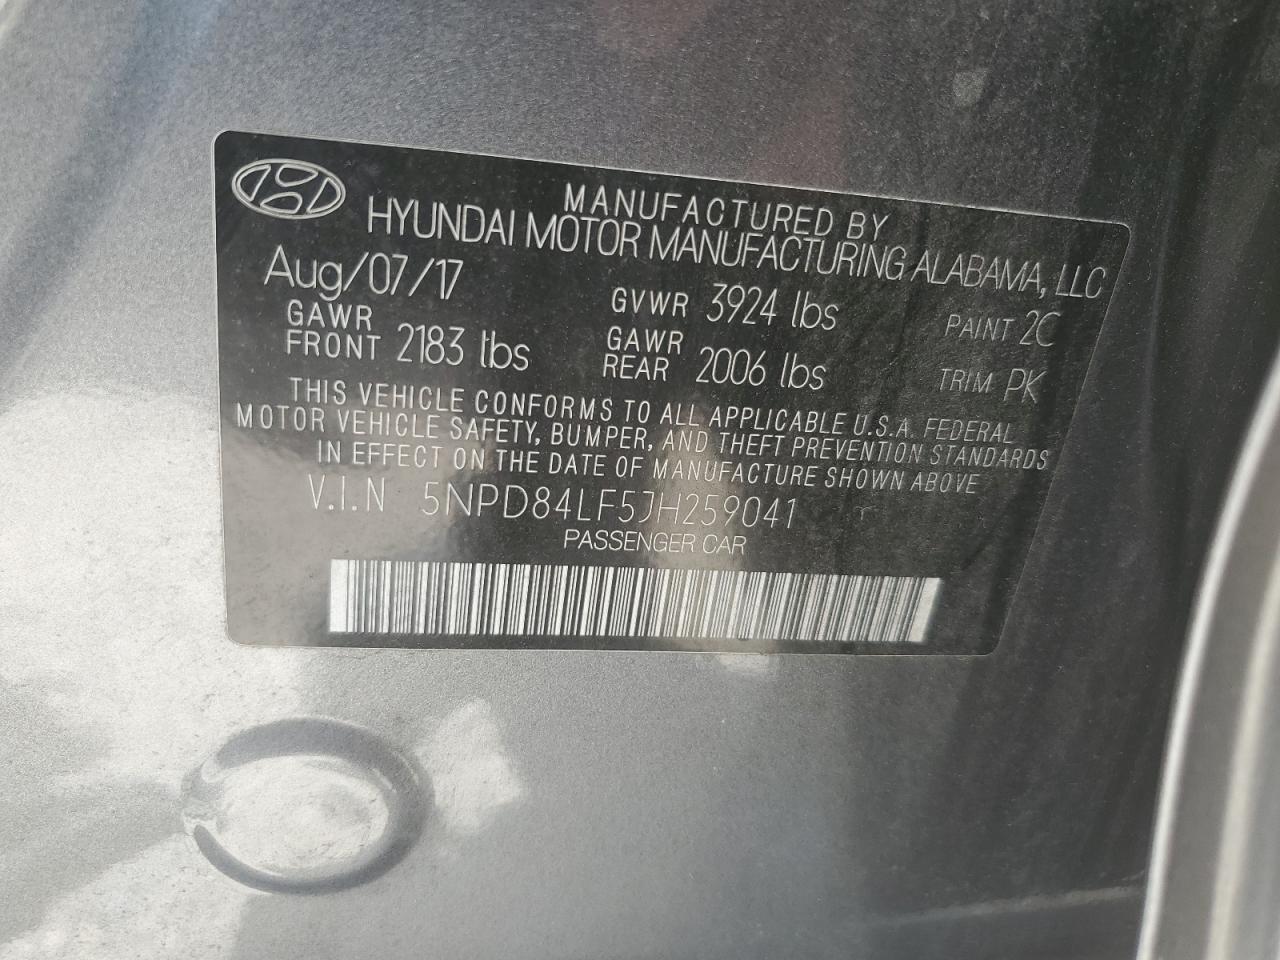 MANUFACTURED BY
HYUNDAI MOTOR MANUFACTURING ALABAMA, LLC
Aug/07/17 GVWR 3924 lbs PAINT 2C
GAWR FRONT 2183 lbs GAWR REAR 2006 lbs TRIM PK
THIS VEHICLE CONFORMS TO ALL APPLICABLE U.S.A. FEDERAL
MOTOR VEHICLE SAFETY, BUMPER, AND THEFT PREVENTION STANDARDS
IN EFFECT ON THE DATE OF MANUFACTURE SHOWN ABOVE
V.I.N 5NPD84LF5JH259041
PASSENGER CAR